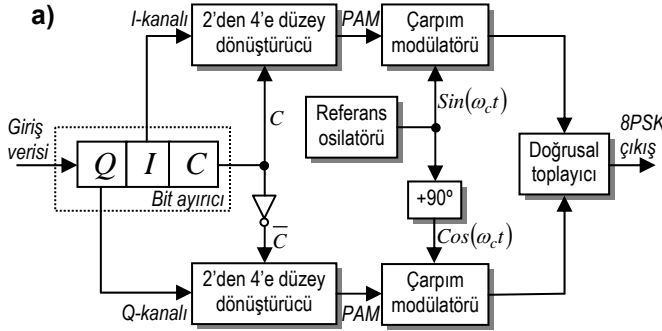 a)
I-kanalı
2'den 4'e düzey
dönüştürücü
PAM
Çarpım
modülatörü
Giriş
verisi
Q I C
Bit ayırıcı
C
C̅
Referans
osilatörü
Sin(ω_c t)
+90º
Cos(ω_c t)
Doğrusal
toplayıcı
8PSK
çıkış
Q-kanalı
2'den 4'e düzey
dönüştürücü
PAM
Çarpım
modülatörü